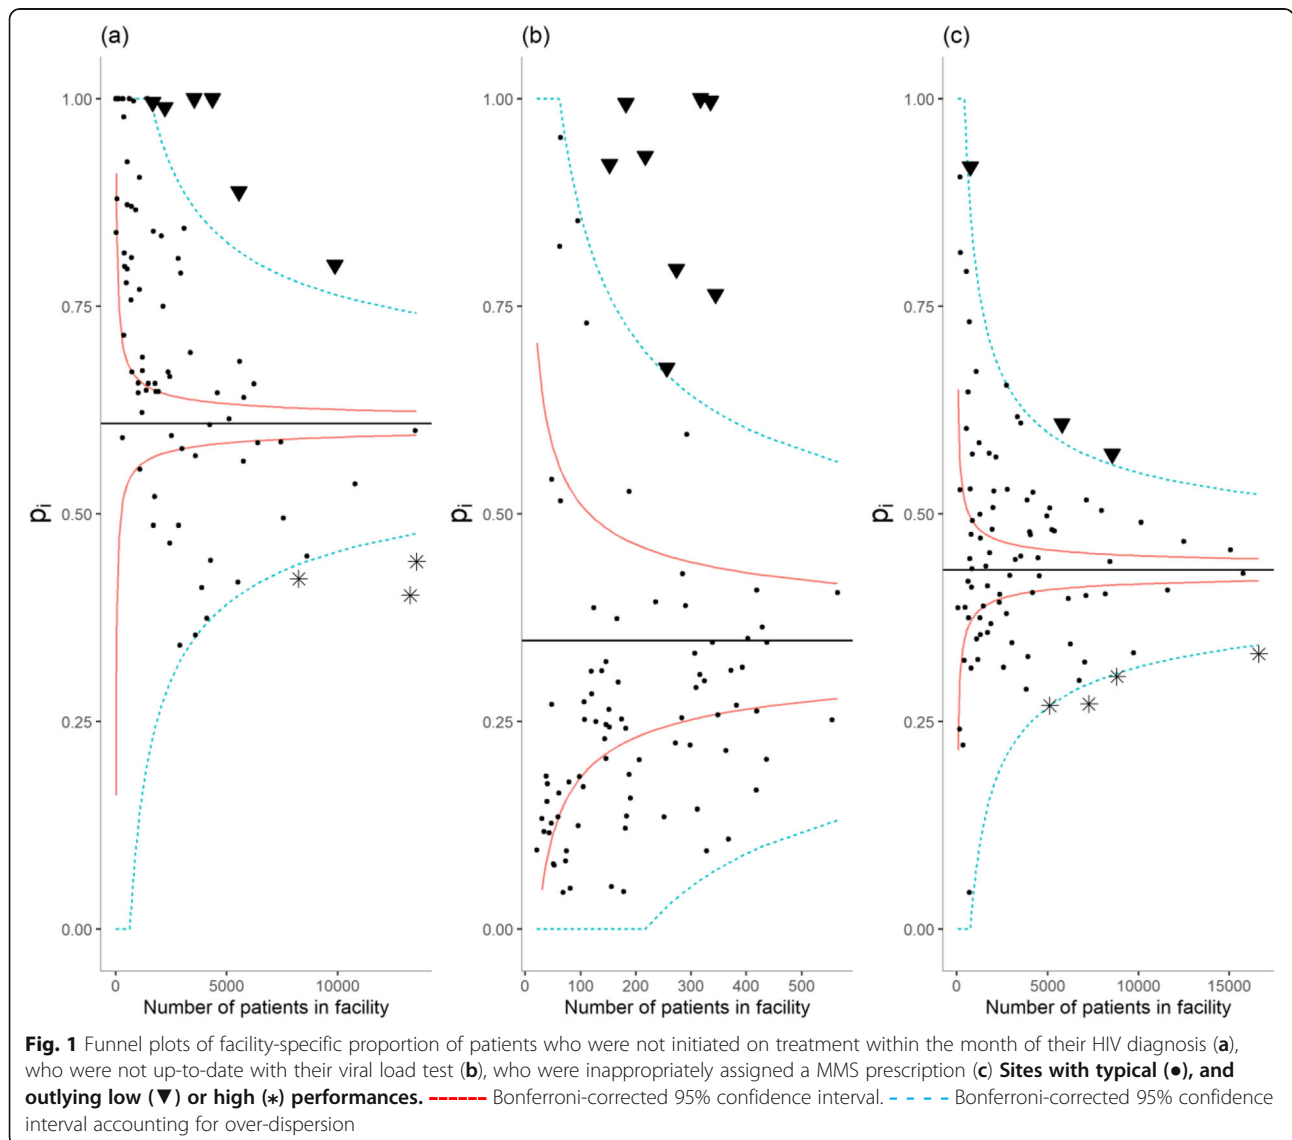 (a) (b) (c)
1.00 1.00 1.00
0.75 0.75 0.75
pi 0.50 pi 0.50 pi 0.50
0.25 0.25 0.25
0.00 0.00 0.00
0 5000 10000 0 100 200 300 400 500 0 5000 10000 15000
Number of patients in facility Number of patients in facility Number of patients in facility
Fig. 1 Funnel plots of facility-specific proportion of patients who were not initiated on treatment within the month of their HIV diagnosis (a),
who were not up-to-date with their viral load test (b), who were inappropriately assigned a MMS prescription (c) Sites with typical (●), and
outlying low (▼) or high (∗) performances. ------- Bonferroni-corrected 95% confidence interval. – – – – Bonferroni-corrected 95% confidence
interval accounting for over-dispersion